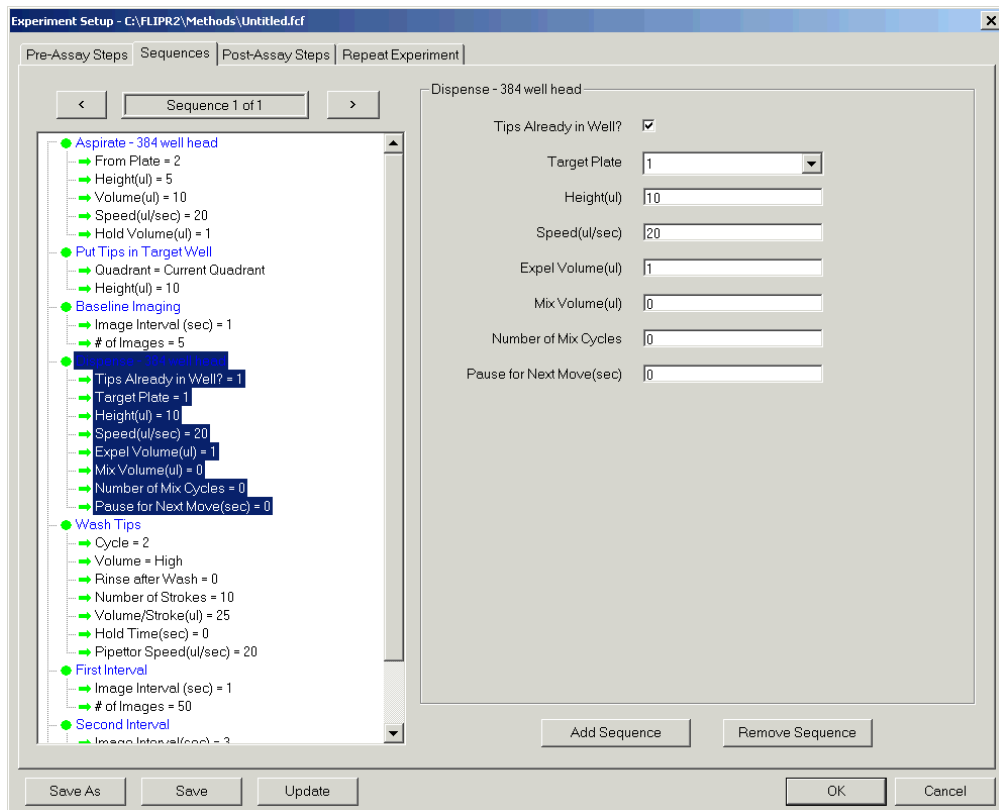 Experiment Setup - C:\FLIPR2\Methods\Untitled.fcf
Pre-Assay Steps
Sequences
Post-Assay Steps
Repeat Experiment
<
Sequence 1 of 1
>
Aspirate - 384 well head
From Plate = 2
Height(ul) = 5
Volume(ul) = 10
Speed(ul/sec) = 20
Hold Volume(ul) = 1
Put Tips in Target Well
Quadrant = Current Quadrant
Height(ul) = 10
Baseline Imaging
Image Interval (sec) = 1
# of Images = 5
Dispense - 384 well head
Tips Already in Well? = 1
Target Plate = 1
Height(ul) = 10
Speed(ul/sec) = 20
Expel Volume(ul) = 1
Mix Volume(ul) = 0
Number of Mix Cycles = 0
Pause for Next Move(sec) = 0
Wash Tips
Cycle = 2
Volume = High
Rinse after Wash = 0
Number of Strokes = 10
Volume/Stroke(ul) = 25
Hold Time(sec) = 0
Pipettor Speed(ul/sec) = 20
First Interval
Image Interval (sec) = 1
# of Images = 50
Second Interval
Image Interval(sec) = 3
Dispense - 384 well head
Tips Already in Well?
Target Plate 1
Height(ul) 10
Speed(ul/sec) 20
Expel Volume(ul) 1
Mix Volume(ul) 0
Number of Mix Cycles 0
Pause for Next Move(sec) 0
Add Sequence
Remove Sequence
Save As
Save
Update
OK
Cancel